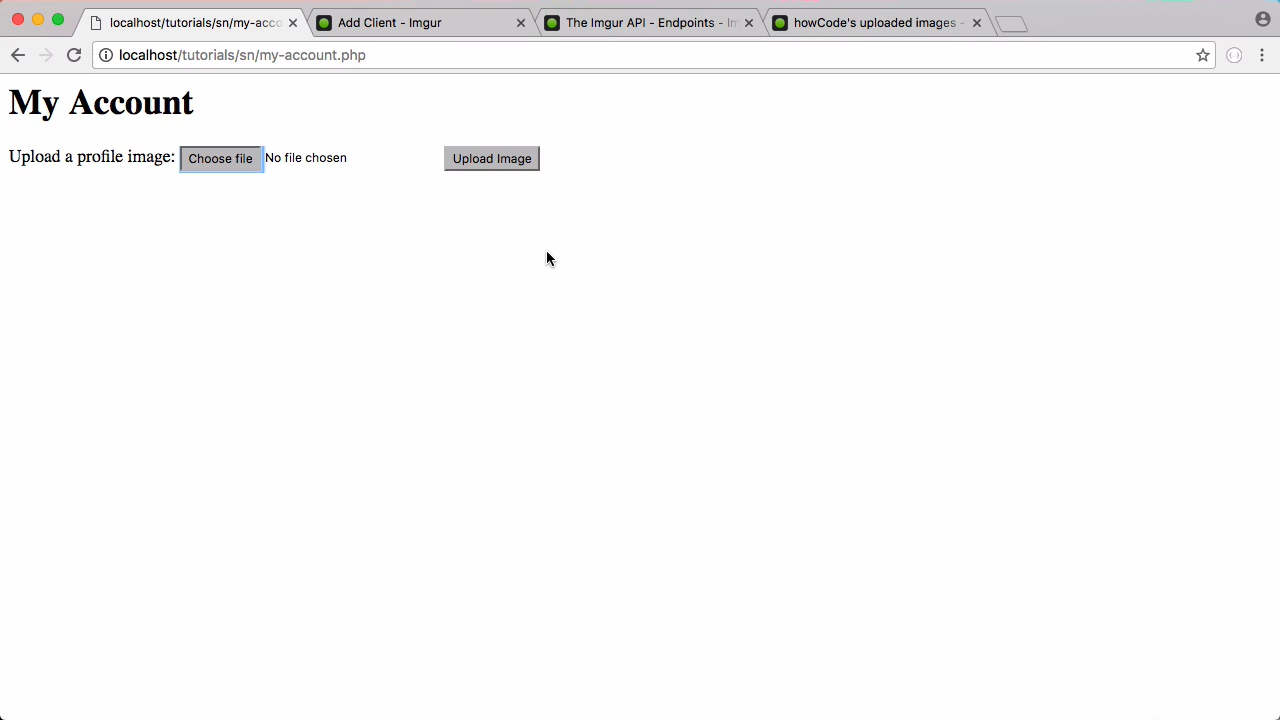 localhost/tutorials/sn/my-acco
Add Client - Imgur
The Imgur API - Endpoints - Im
howCode's uploaded images -
localhost/tutorials/sn/my-account.php
My Account
Upload a profile image: Choose file No file chosen Upload Image